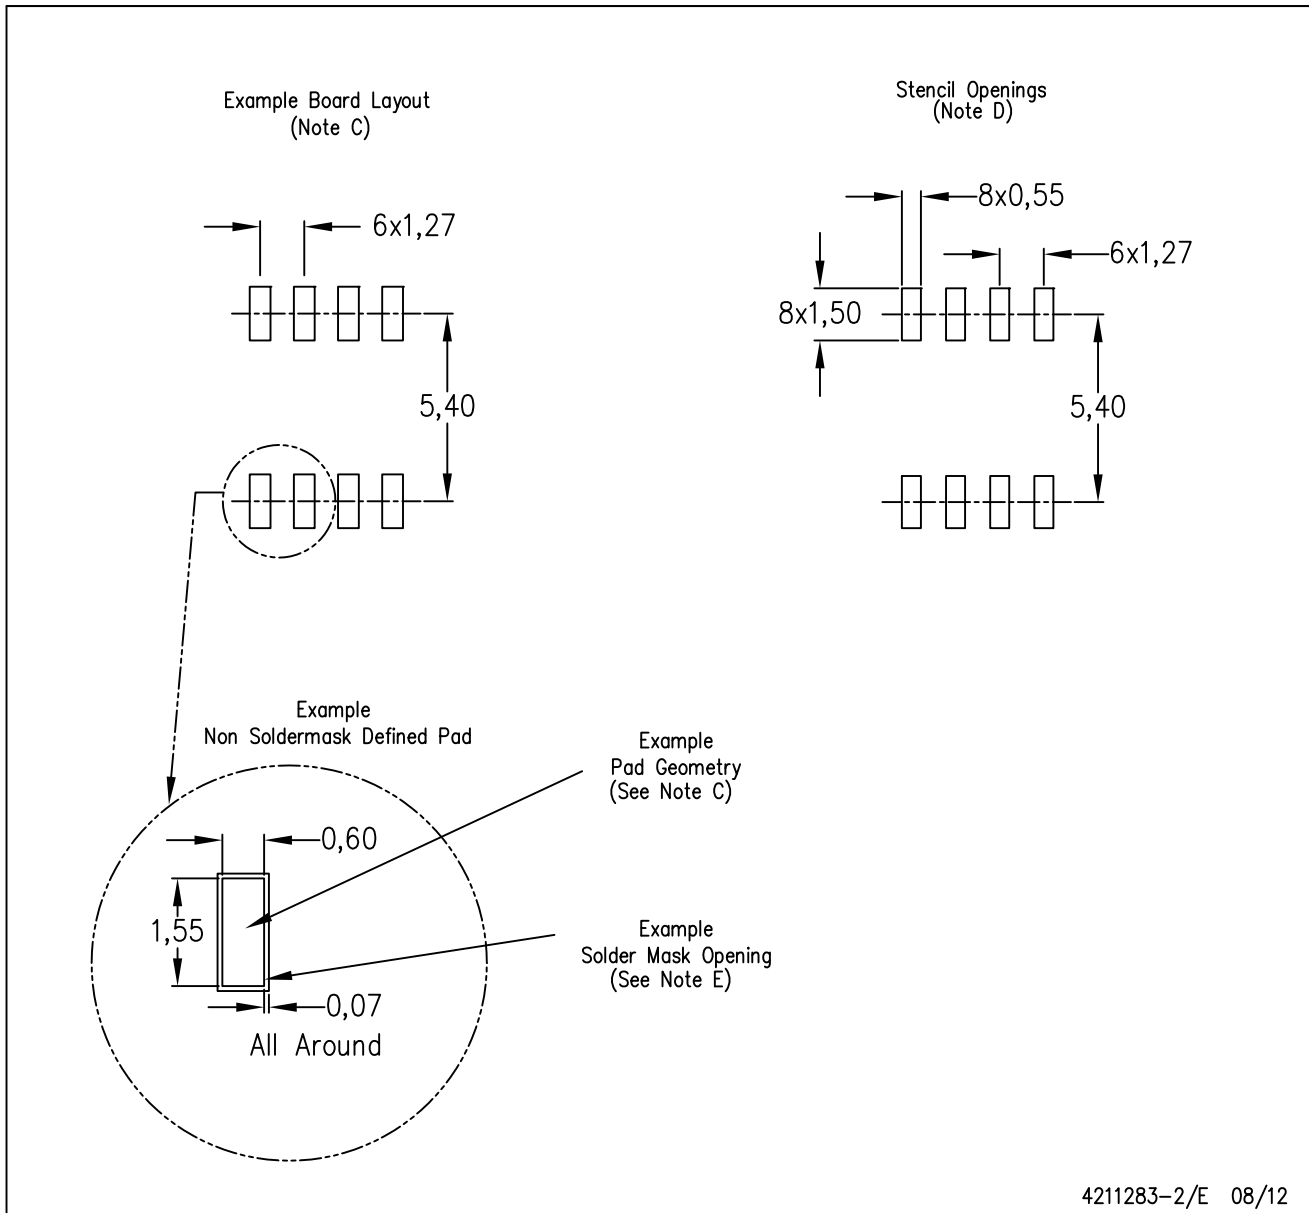 Example Board Layout
(Note C)
6x1,27
5,40
Stencil Openings
(Note D)
8x0,55
6x1,27
8x1,50
5,40
Example
Non Soldermask Defined Pad
Example
Pad Geometry
(See Note C)
0,60
1,55
Example
Solder Mask Opening
(See Note E)
0,07
All Around
4211283-2/E 08/12